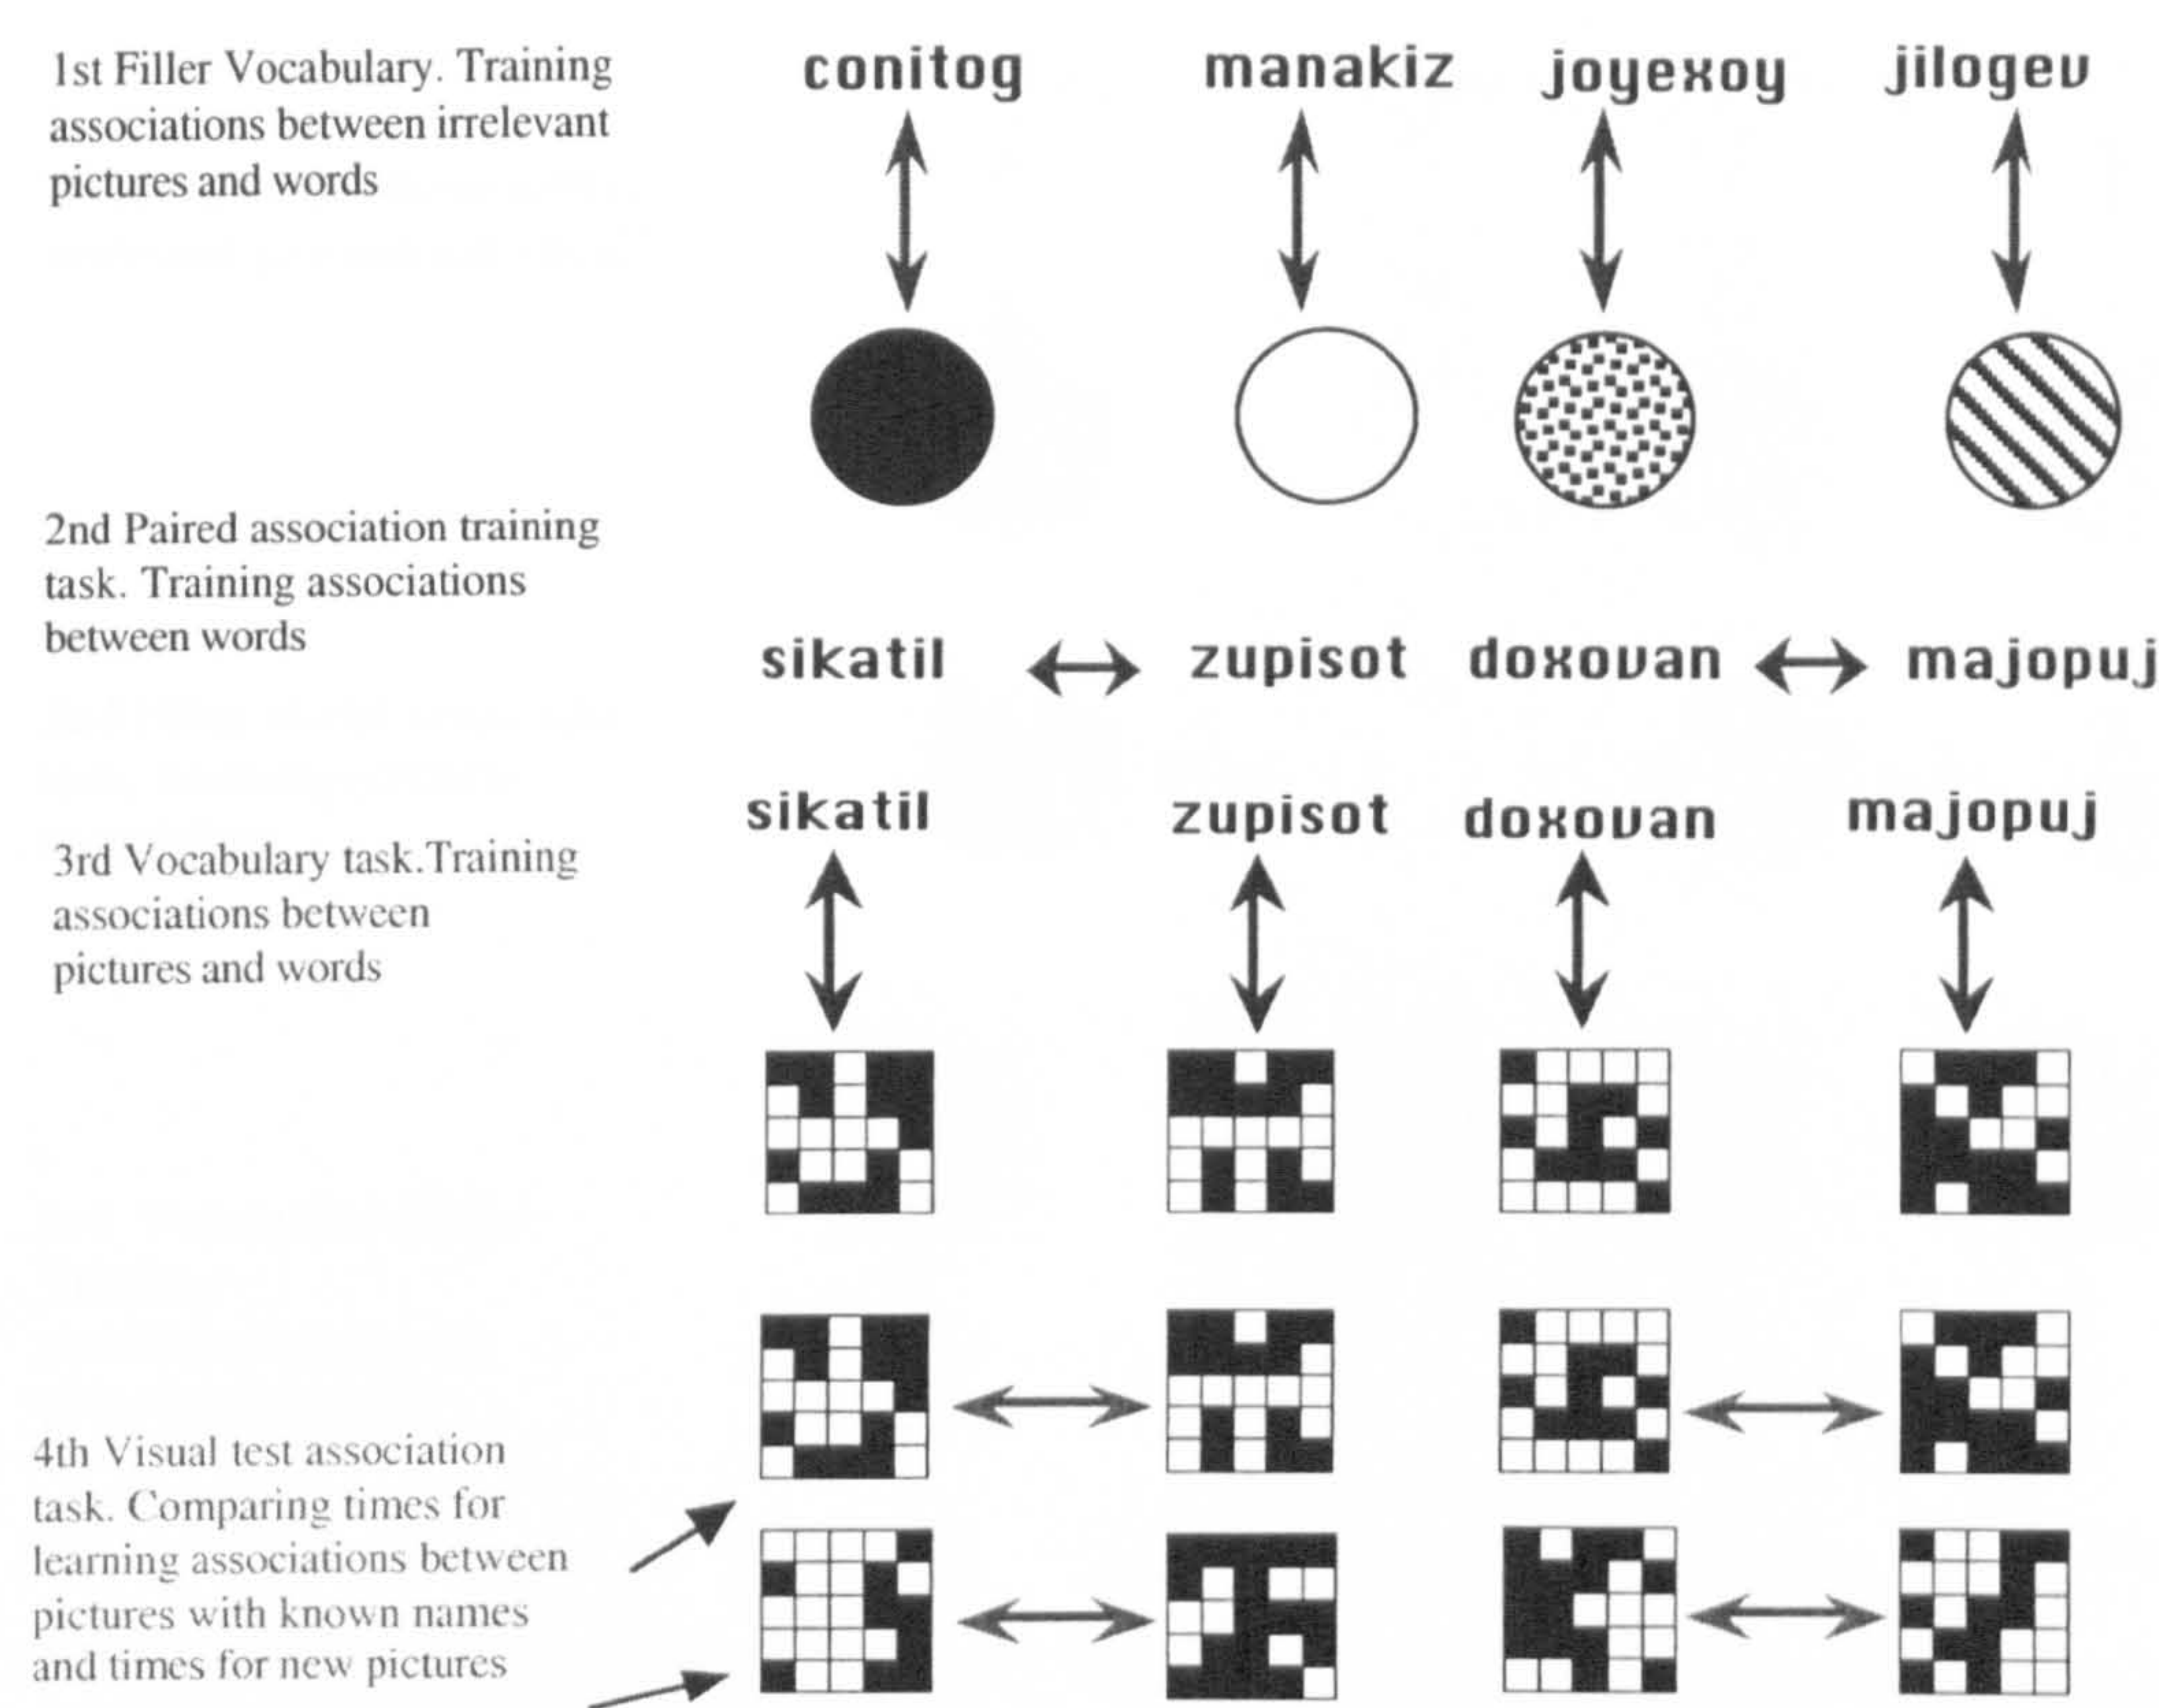 1st Filler Vocabulary. Training
associations between irrelevant
pictures and words
conitog manakiz joyexoy jilogev
2nd Paired association training
task. Training associations
between words
sikatil zupisot doxovan majopuj
sikatil zupisot doxovan majopuj
3rd Vocabulary task.Training
associations between
pictures and words
4th Visual test association
task. Comparing times for
learning associations between
pictures with known names
and times for new pictures